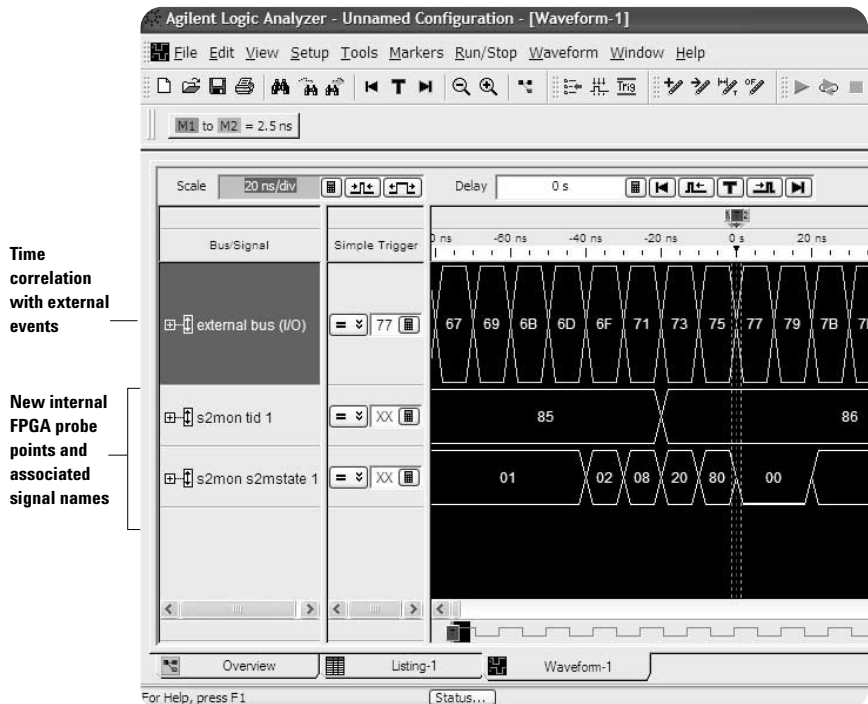 Agilent Logic Analyzer - Unnamed Configuration - [Waveform-1]
File Edit View Setup Tools Markers Run/Stop Waveform Window Help
T Trig
M1 to M2 = 2.5 ns
Scale 20 ns/div Delay 0 s T
Bus/Signal Simple Trigger
0 ns -60 ns -40 ns -20 ns 0 s 20 ns
Time
correlation
with external
events
external bus (I/O) = 77 67 69 6B 6D 6F 71 73 75 77 79 7B
New internal
FPGA probe
points and
associated
signal names
s2mon tid 1 = XX 85 86
s2mon s2mstate 1 = XX 01 02 08 20 80 00
Overview Listing-1 Waveform-1
For Help, press F1 Status...